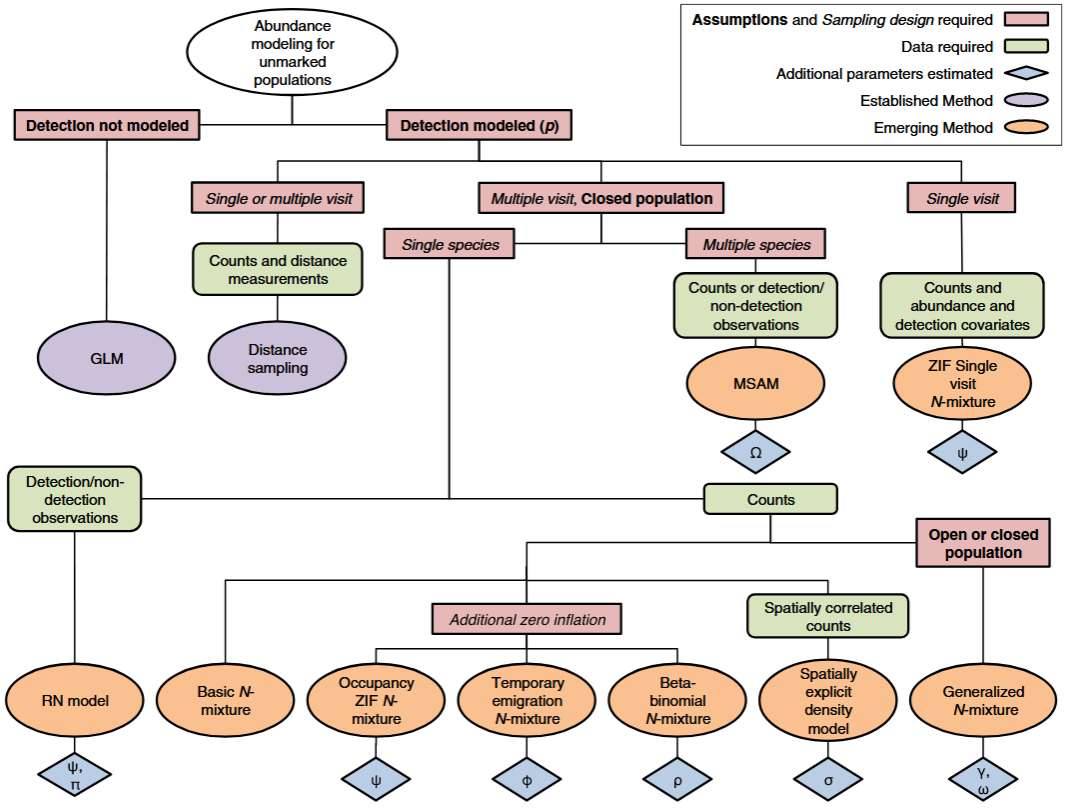 Abundance
modeling for
unmarked
populations
Assumptions and Sampling design required
Data required
Additional parameters estimated
Established Method
Emerging Method
Detection not modeled
Detection modeled (p)
Single or multiple visit
Multiple visit, Closed population
Single visit
Single species
Multiple species
Counts and distance
measurements
Counts or detection/
non-detection
observations
Counts and
abundance and
detection covariates
GLM
Distance
sampling
MSAM
ZIF Single
visit
N-mixture
Ω
ψ
Detection/non-
detection
observations
Counts
Open or closed
population
Additional zero inflation
Spatially correlated
counts
RN model
Basic N-
mixture
Occupancy
ZIF N-
mixture
Temporary
emigration
N-mixture
Beta-
binomial
N-mixture
Spatially
explicit
density
model
Generalized
N-mixture
ψ,
π
ψ
ϕ
ρ
σ
γ,
ω